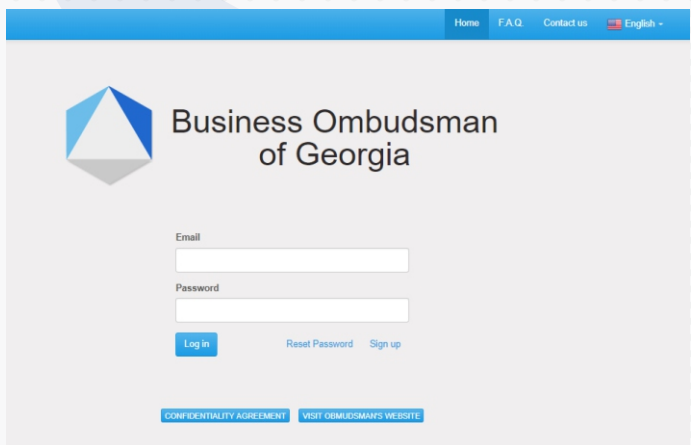 Home F.A.Q. Contact us English
Business Ombudsman
of Georgia
Email
Password
Log in Reset Password Sign up
CONFIDENTIALITY AGREEMENT VISIT OBMUDSMAN'S WEBSITE